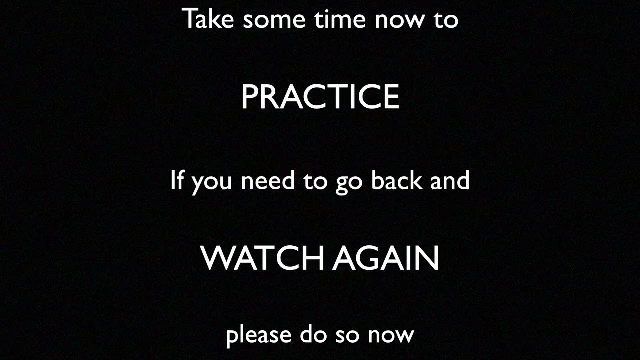 Take some time now to
PRACTICE
If you need to go back and
WATCH AGAIN
please do so now